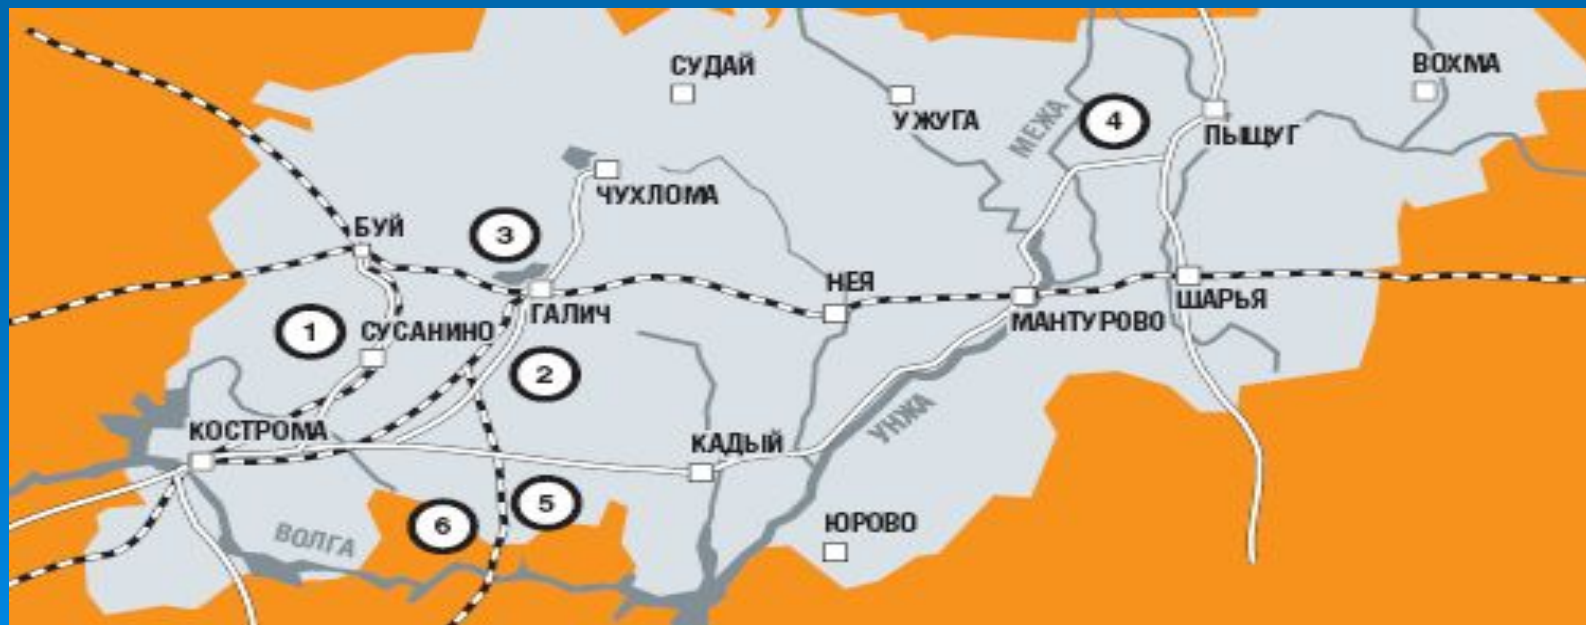 СУДАЙ
ВОХМА
УЖУГА
МЕЖА
4
ПЫЩУГ
ЧУХЛОМА
БУЙ
3
НЕЯ
ГАЛИЧ
ШАРЬЯ
МАНТУРОВО
1
СУСАНИНО
2
УНЖА
КОСТРОМА
КАДЫЙ
5
6
ЮРОВО
ВОЛГА